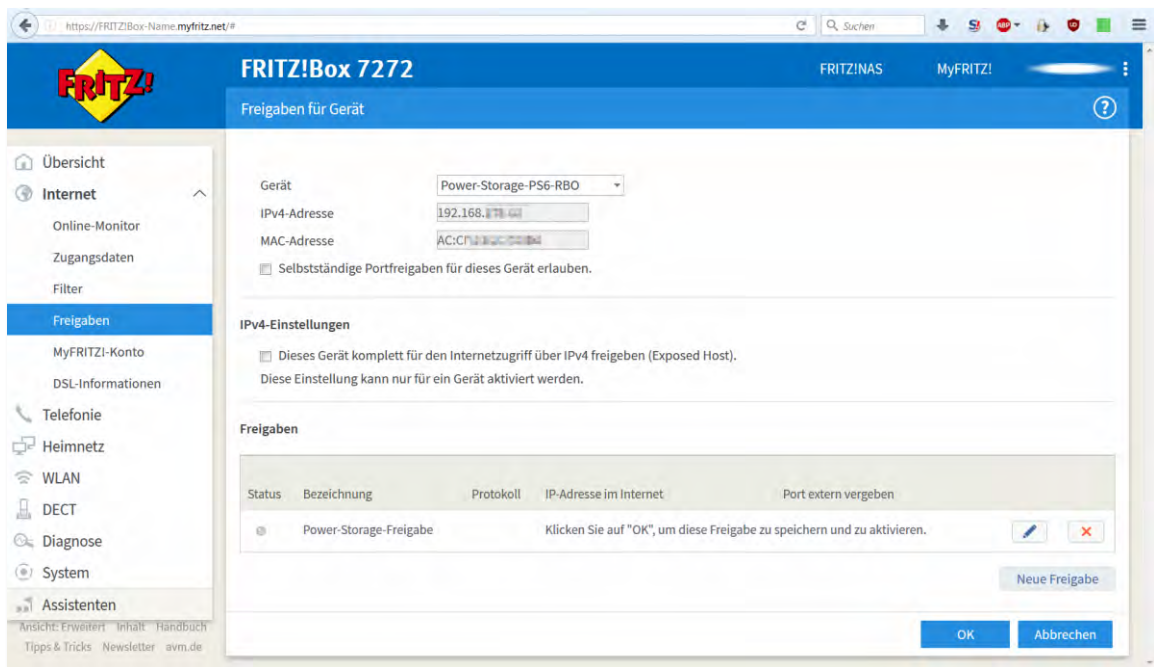 https://FRITZ!Box-Name.myfritz.net/#
Suchen
ABP
FRITZ!
FRITZ!Box 7272
FRITZ!NAS
MyFRITZ!
Freigaben für Gerät
?
Übersicht
Internet
Online-Monitor
Zugangsdaten
Filter
Freigaben
MyFRITZ!-Konto
DSL-Informationen
Telefonie
Heimnetz
WLAN
DECT
Diagnose
System
Assistenten
Ansicht: Erweitert Inhalt Handbuch
Tipps & Tricks Newsletter avm.de
Gerät Power-Storage-PS6-RBO
IPv4-Adresse 192.168.
MAC-Adresse
Selbstständige Portfreigaben für dieses Gerät erlauben.
IPv4-Einstellungen
Dieses Gerät komplett für den Internetzugriff über IPv4 freigeben (Exposed Host).
Diese Einstellung kann nur für ein Gerät aktiviert werden.
Freigaben
Status Bezeichnung Protokoll IP-Adresse im Internet Port extern vergeben
Power-Storage-Freigabe Klicken Sie auf "OK", um diese Freigabe zu speichern und zu aktivieren.
Neue Freigabe
OK Abbrechen